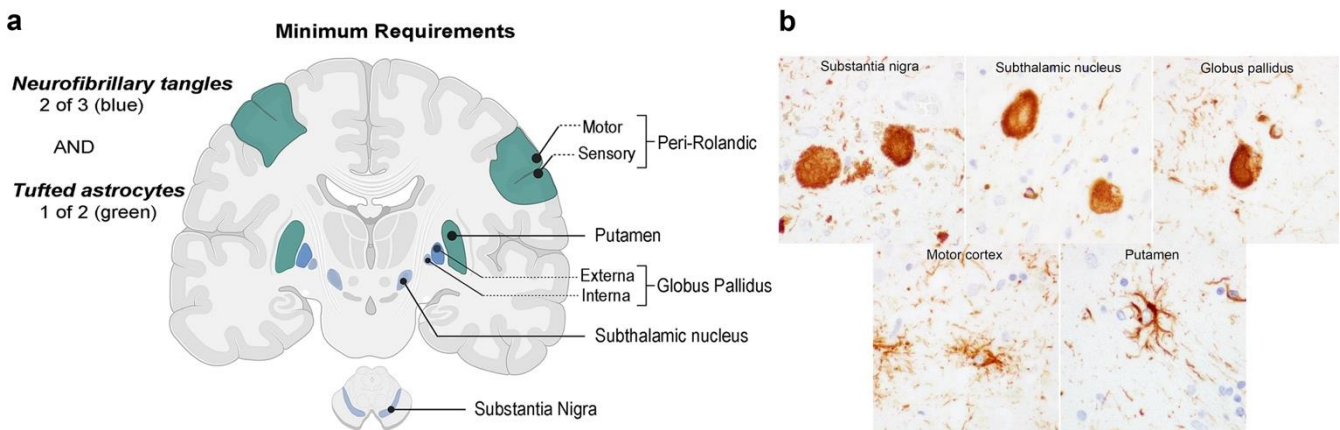 a
Minimum Requirements
Neurofibrillary tangles
2 of 3 (blue)
AND
Tufted astrocytes
1 of 2 (green)
Motor
Sensory
Peri-Rolandic
Putamen
Externa
Interna
Globus Pallidus
Subthalamic nucleus
Substantia Nigra
b
Substantia nigra
Subthalamic nucleus
Globus pallidus
Motor cortex
Putamen